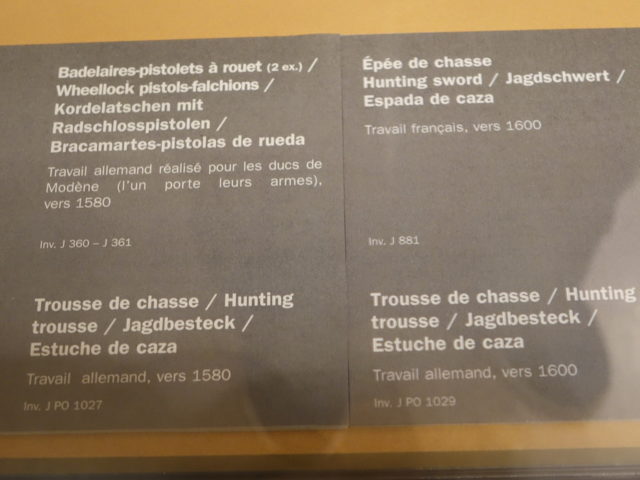 Badelaires-pistolets à rouet (2 ex.) /
Wheellock pistols-falchions /
Kordelatschen mit
Radschlosspistolen /
Bracamartes-pistolas de rueda
Travail allemand réalisé pour les ducs de
Modène (l'un porte leurs armes),
vers 1580
Inv. J 360 – J 361
Trousse de chasse / Hunting
trousse / Jagdbesteck /
Estuche de caza
Travail allemand, vers 1580
Inv. J PO 1027
Épée de chasse
Hunting sword / Jagdschwert /
Espada de caza
Travail français, vers 1600
Inv. J 881
Trousse de chasse / Hunting
trousse / Jagdbesteck /
Estuche de caza
Travail allemand, vers 1600
Inv. J PO 1029